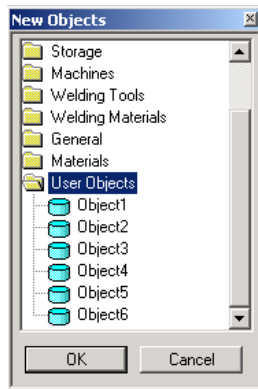 New Objects
Storage
Machines
Welding Tools
Welding Materials
General
Materials
User Objects
Object1
Object2
Object3
Object4
Object5
Object6
OK Cancel